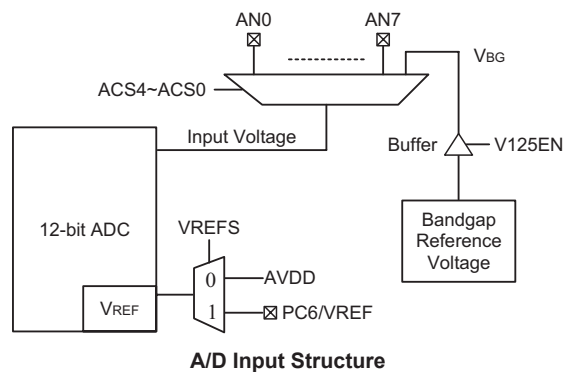 AN0
AN7
VBG
ACS4~ACS0
Input Voltage
Buffer
V125EN
12-bit ADC
Bandgap
Reference
Voltage
VREFS
0
AVDD
VREF
1
PC6/VREF
A/D Input Structure